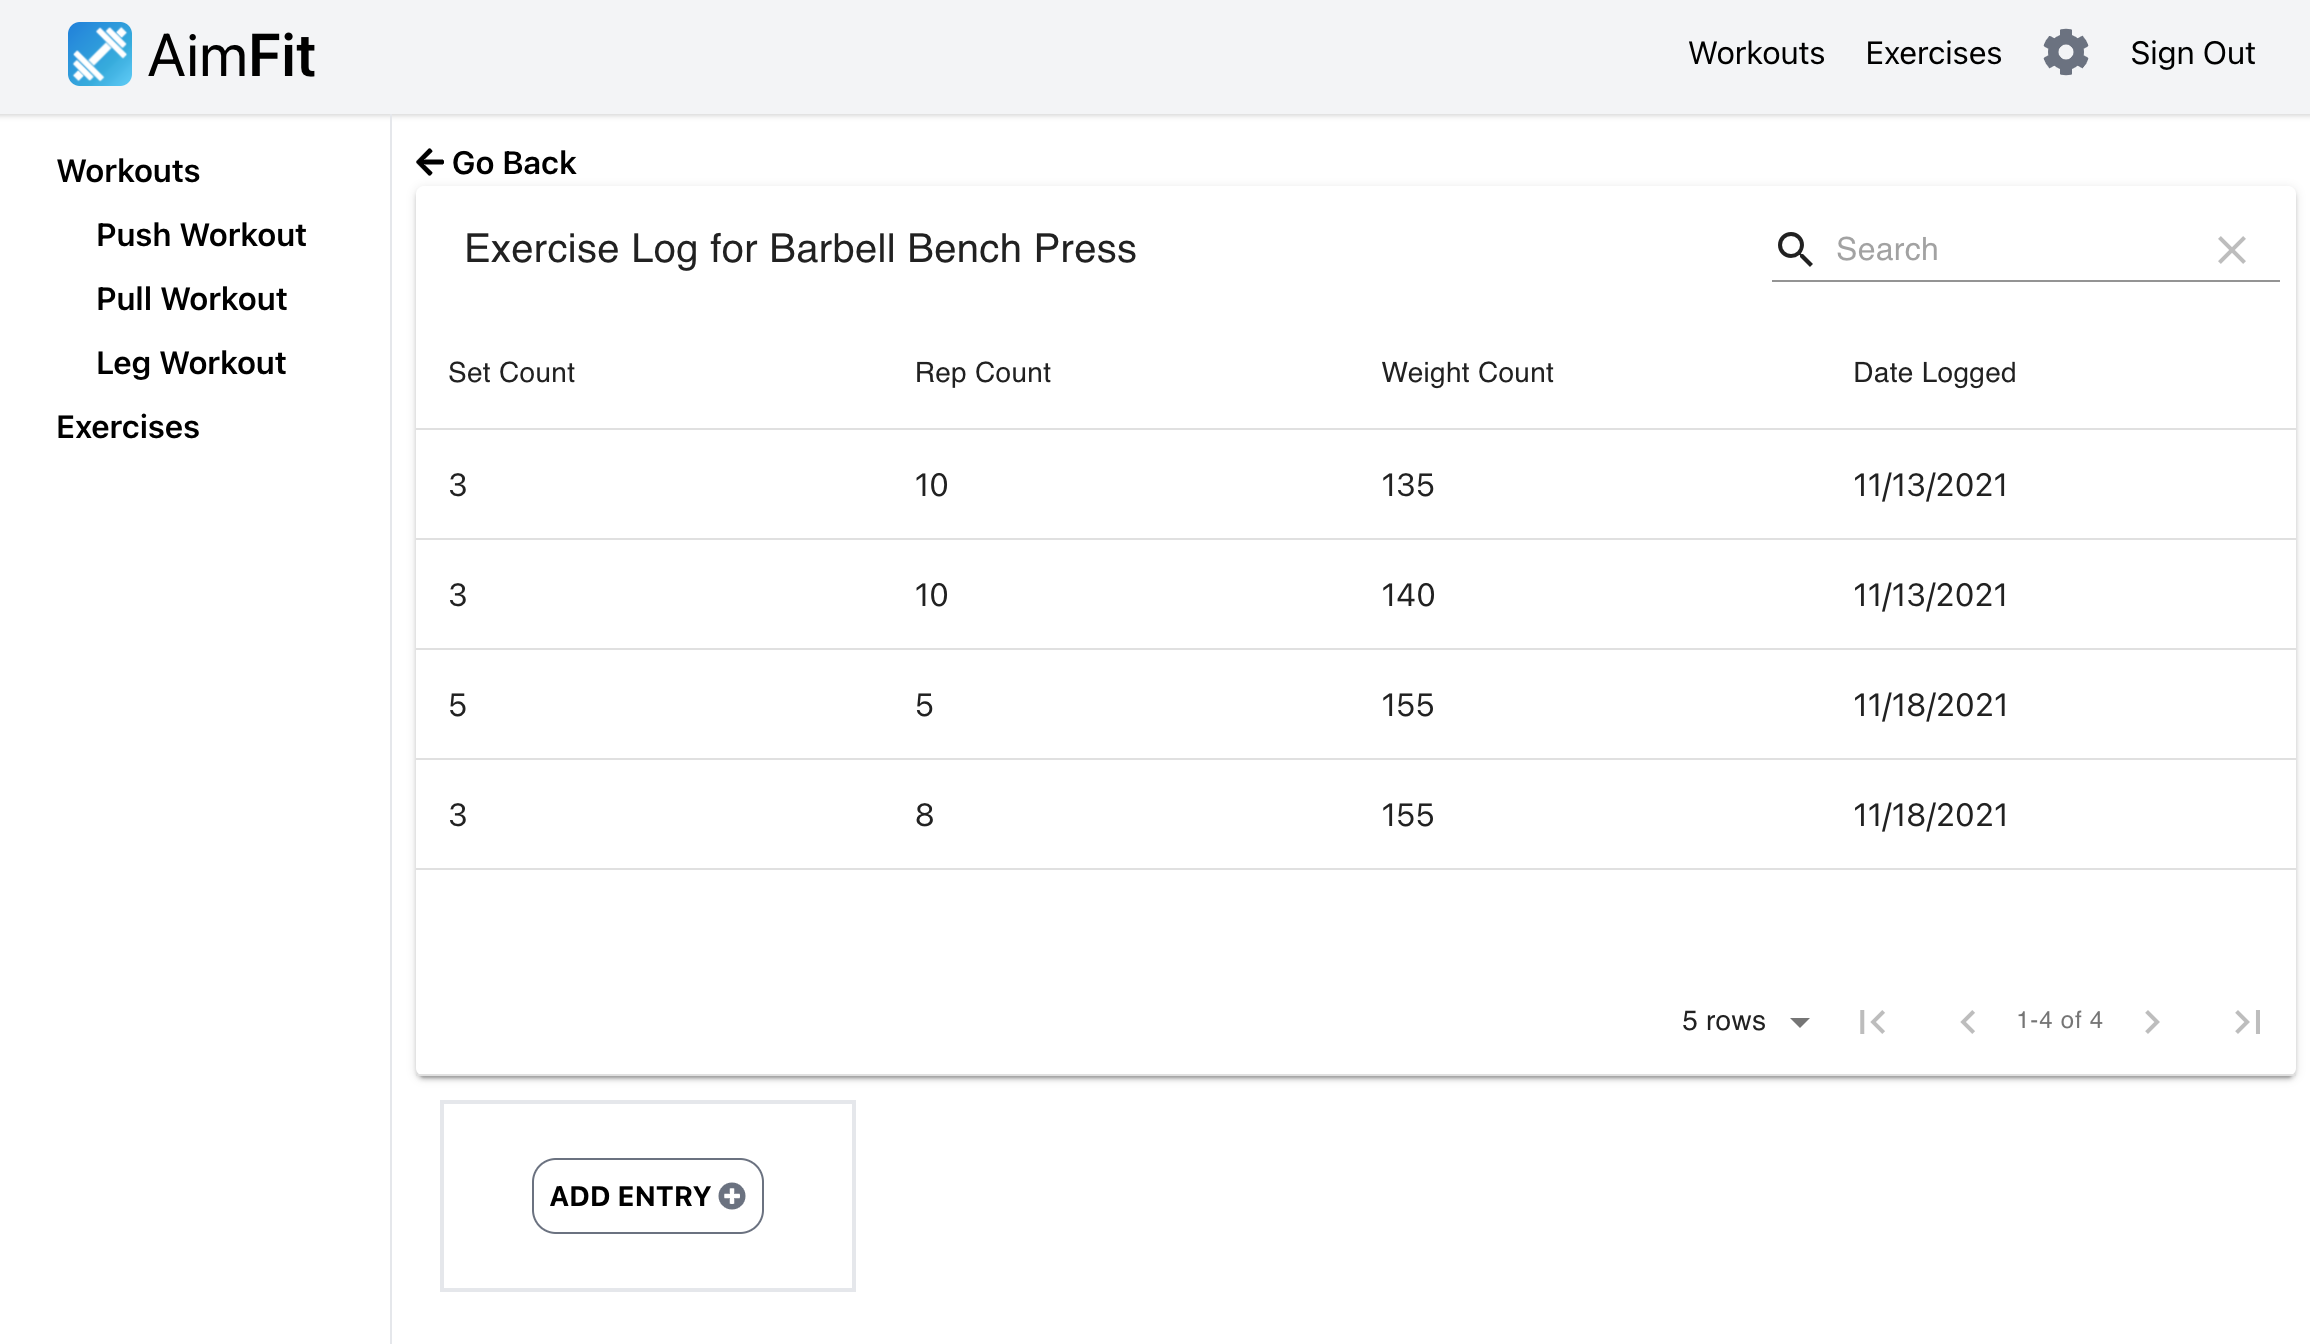 AimFit
Workouts Exercises Sign Out
Workouts
Push Workout
Pull Workout
Leg Workout
Exercises
Go Back
Exercise Log for Barbell Bench Press
Search
Set Count Rep Count Weight Count Date Logged
3 10 135 11/13/2021
3 10 140 11/13/2021
5 5 155 11/18/2021
3 8 155 11/18/2021
5 rows 1-4 of 4
ADD ENTRY